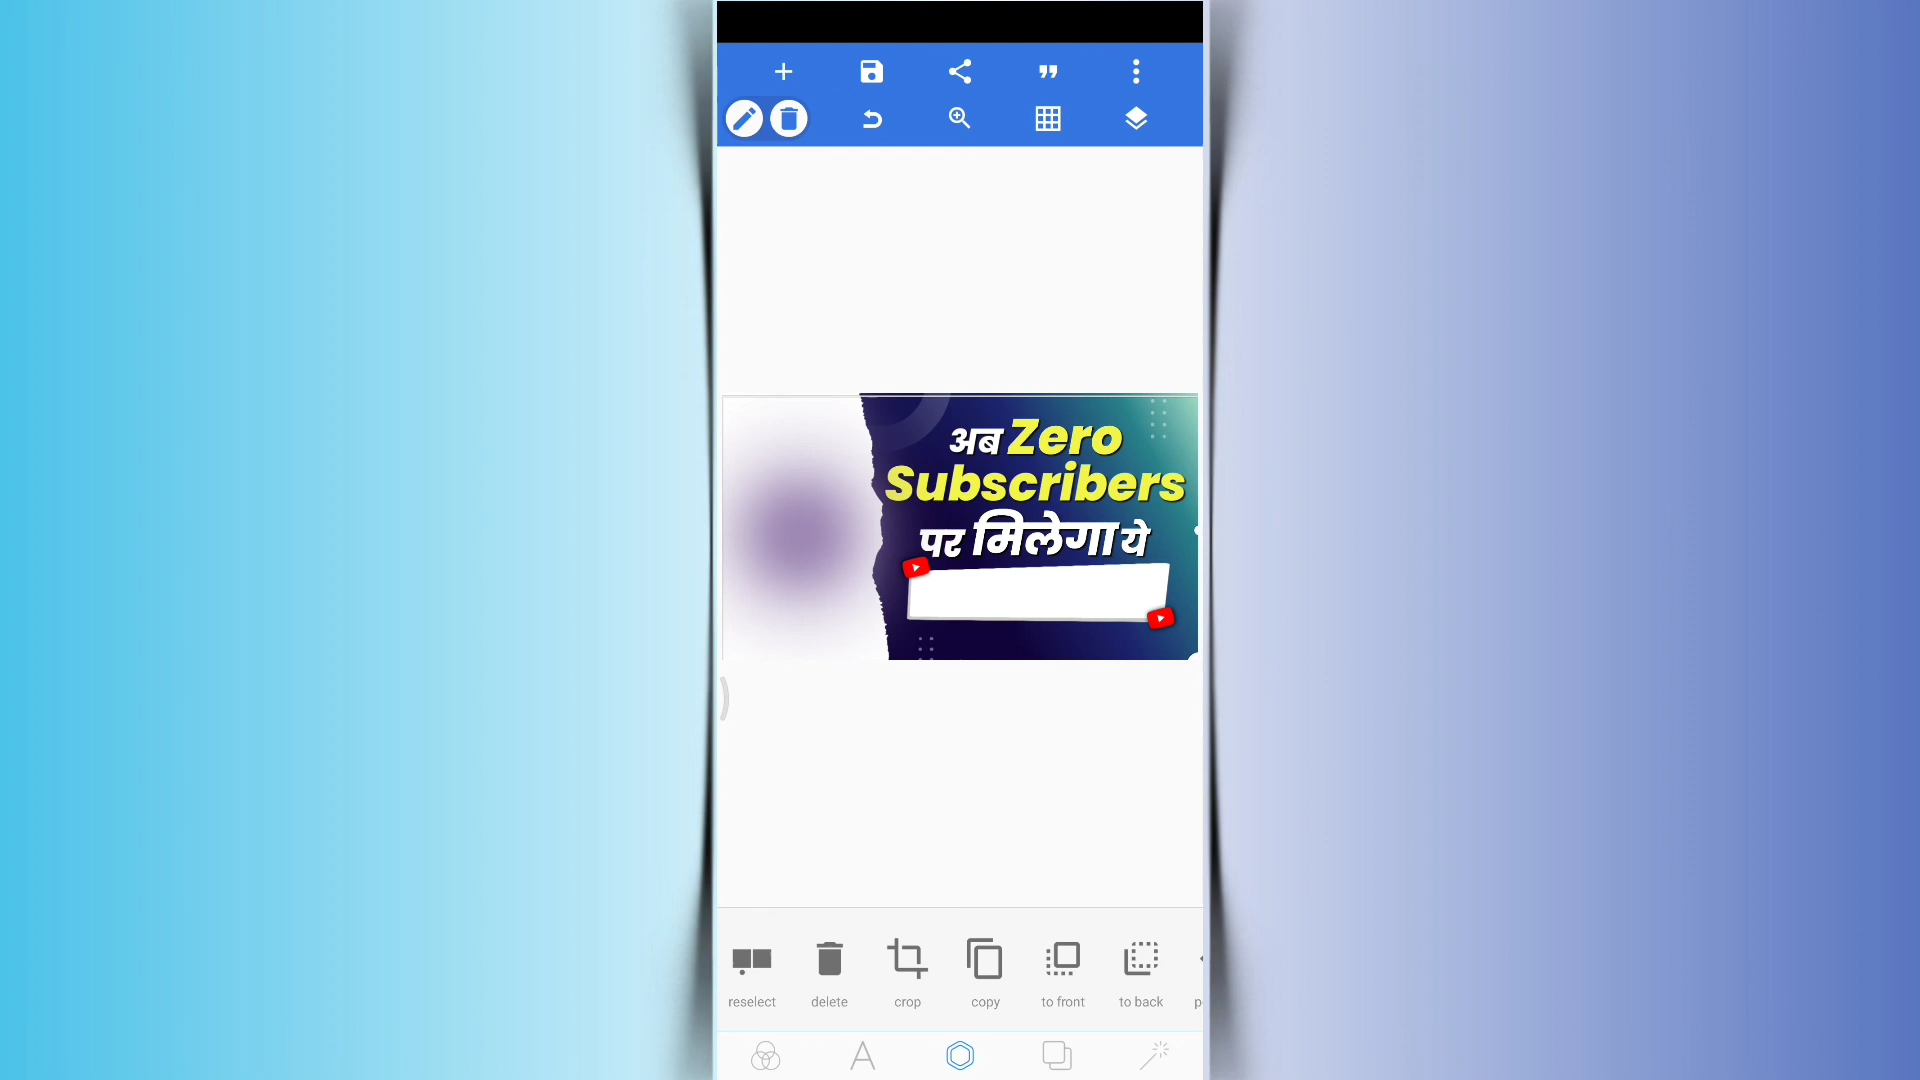 अब Zero
Subscribers
पर मिलेगा ये
reselect
delete
crop
copy
to front
to back